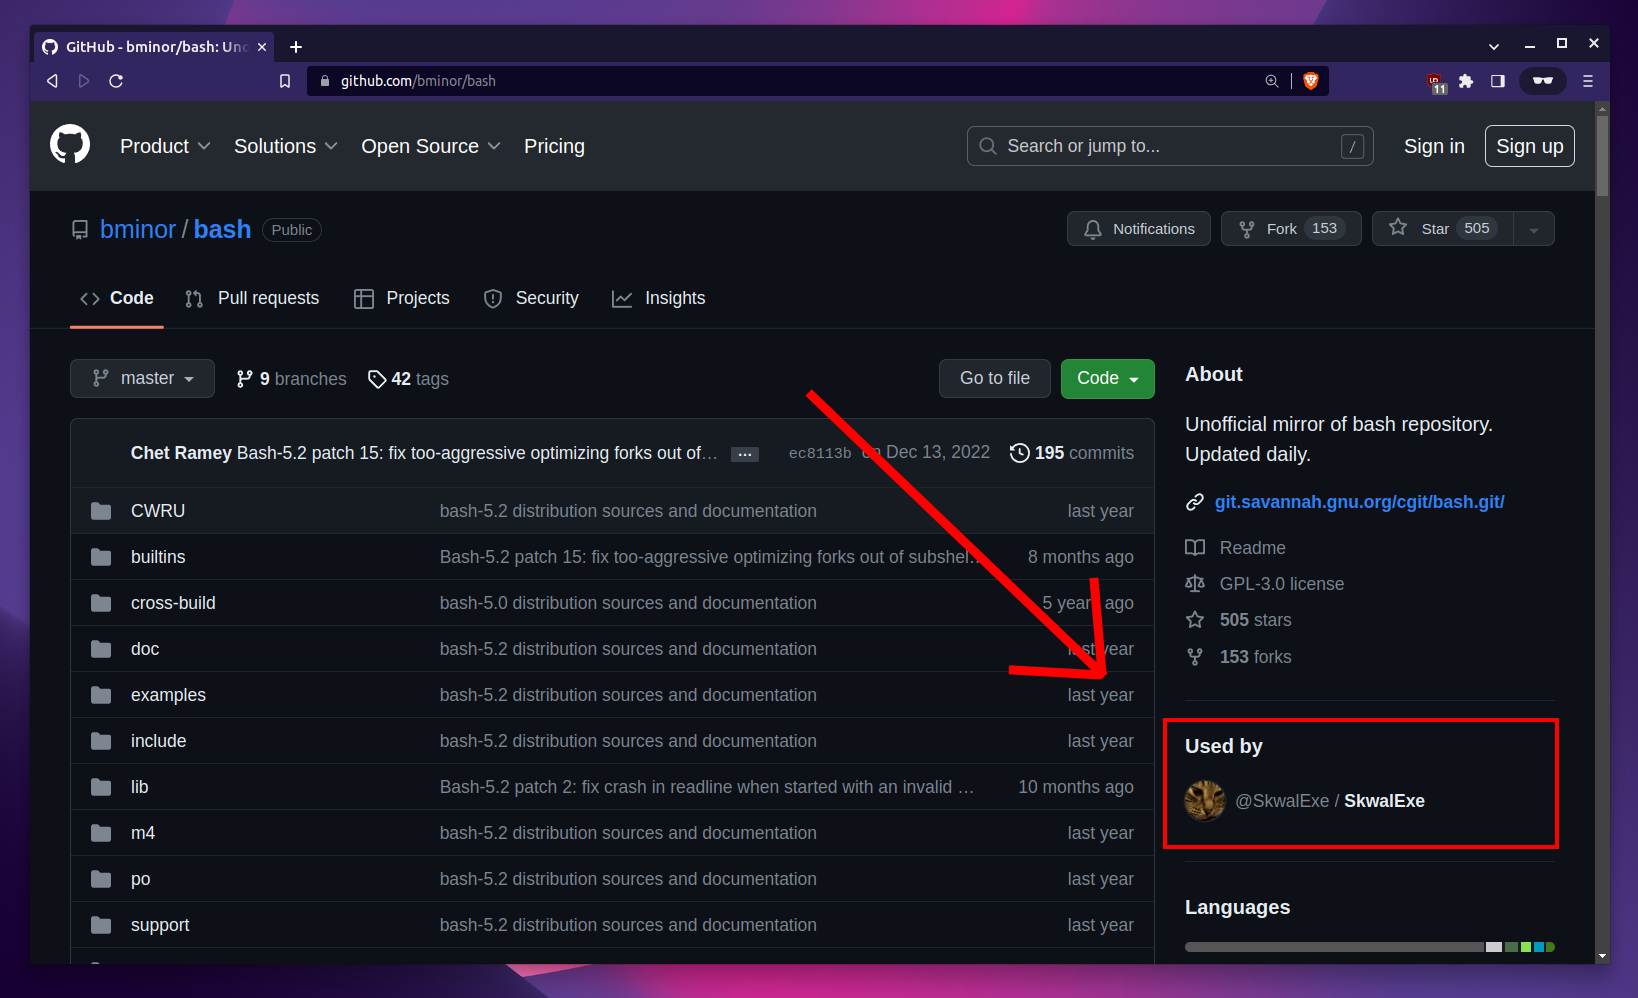 GitHub - bminor/bash: Uno
github.com/bminor/bash
11
Product Solutions Open Source Pricing
Search or jump to... /
Sign in Sign up
bminor / bash Public
Notifications Fork 153 Star 505
Code Pull requests Projects Security Insights
master 9 branches 42 tags Go to file Code
Chet Ramey Bash-5.2 patch 15: fix too-aggressive optimizing forks out of… ... ec8113b on Dec 13, 2022 195 commits
CWRU bash-5.2 distribution sources and documentation last year
builtins Bash-5.2 patch 15: fix too-aggressive optimizing forks out of subshel… 8 months ago
cross-build bash-5.0 distribution sources and documentation 5 years ago
doc bash-5.2 distribution sources and documentation last year
examples bash-5.2 distribution sources and documentation last year
include bash-5.2 distribution sources and documentation last year
lib Bash-5.2 patch 2: fix crash in readline when started with an invalid … 10 months ago
m4 bash-5.2 distribution sources and documentation last year
po bash-5.2 distribution sources and documentation last year
support bash-5.2 distribution sources and documentation last year
About
Unofficial mirror of bash repository.
Updated daily.
git.savannah.gnu.org/cgit/bash.git/
Readme
GPL-3.0 license
505 stars
153 forks
Used by
@SkwalExe / SkwalExe
Languages